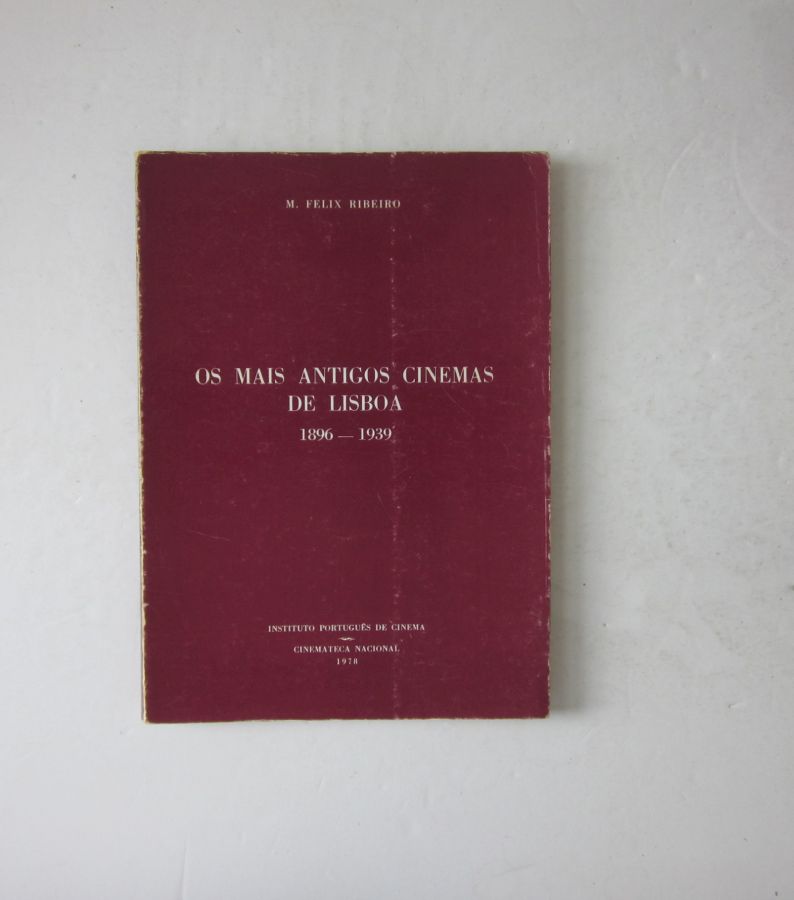 M. FELIX RIBEIRO
OS MAIS ANTIGOS CINEMAS
DE LISBOA
1896 — 1939
INSTITUTO PORTUGUÊS DE CINEMA
CINEMATECA NACIONAL
1978